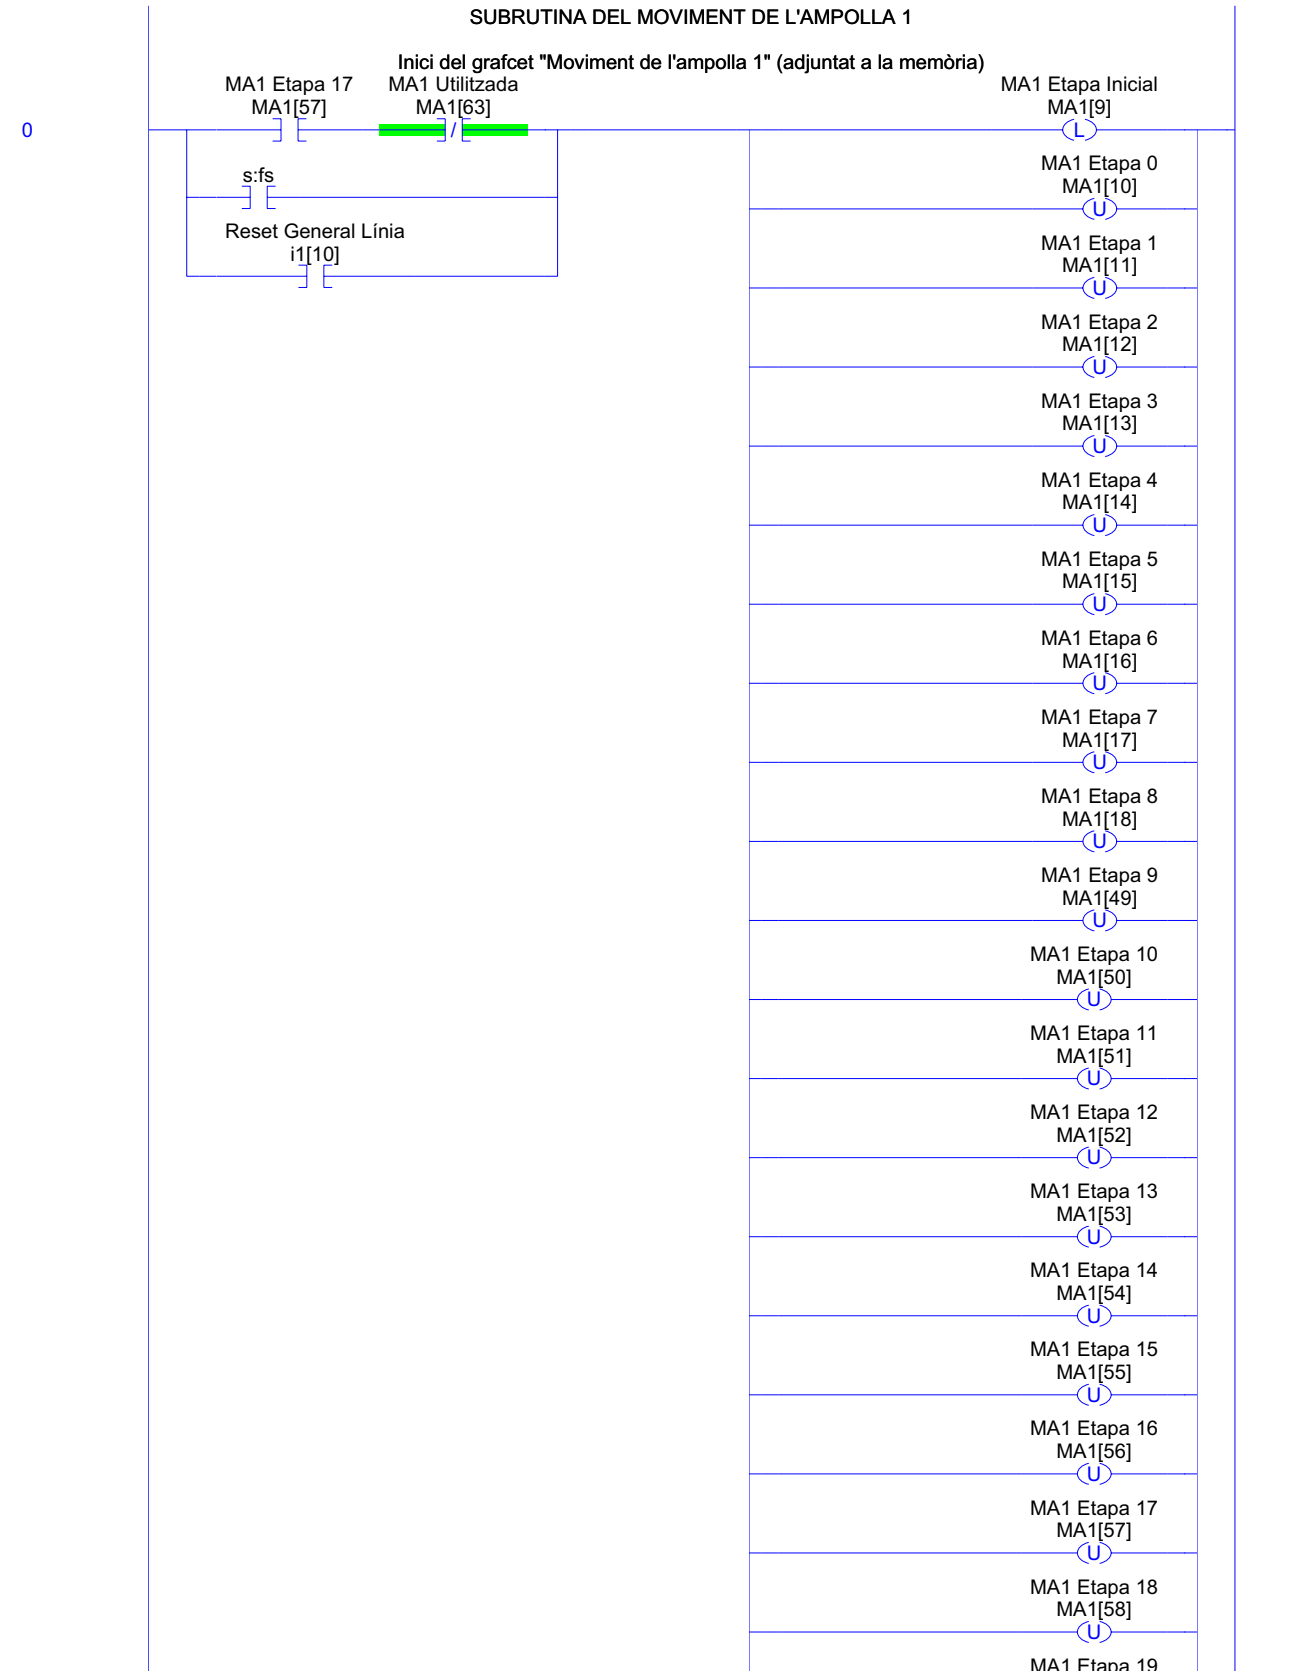 SUBRUTINA DEL MOVIMENT DE L'AMPOLLA 1
Inici del grafcet "Moviment de l'ampolla 1" (adjuntat a la memòria)
MA1 Etapa 17
MA1[57]
MA1 Utilitzada
MA1[63]
/
MA1 Etapa Inicial
MA1[9]
L
0
s:fs
Reset General Línia
i1[10]
MA1 Etapa 0
MA1[10]
U
MA1 Etapa 1
MA1[11]
U
MA1 Etapa 2
MA1[12]
U
MA1 Etapa 3
MA1[13]
U
MA1 Etapa 4
MA1[14]
U
MA1 Etapa 5
MA1[15]
U
MA1 Etapa 6
MA1[16]
U
MA1 Etapa 7
MA1[17]
U
MA1 Etapa 8
MA1[18]
U
MA1 Etapa 9
MA1[49]
U
MA1 Etapa 10
MA1[50]
U
MA1 Etapa 11
MA1[51]
U
MA1 Etapa 12
MA1[52]
U
MA1 Etapa 13
MA1[53]
U
MA1 Etapa 14
MA1[54]
U
MA1 Etapa 15
MA1[55]
U
MA1 Etapa 16
MA1[56]
U
MA1 Etapa 17
MA1[57]
U
MA1 Etapa 18
MA1[58]
U
MA1 Etapa 19